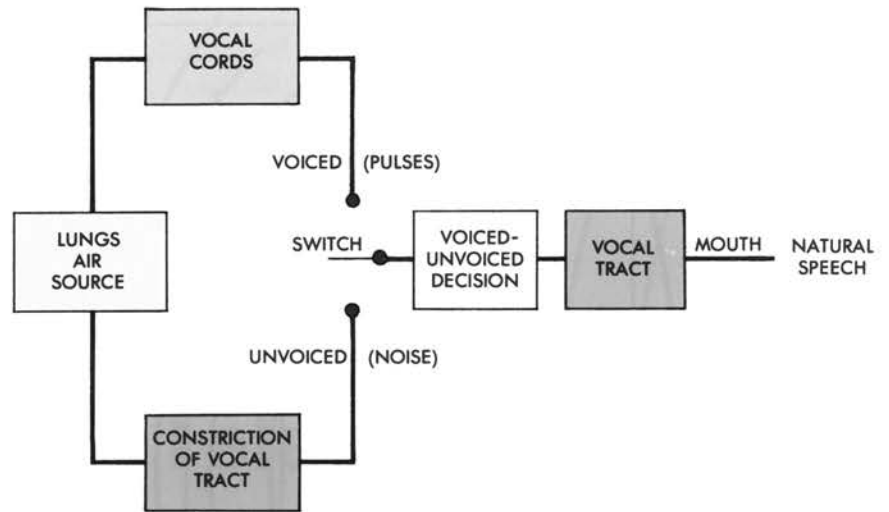 VOCAL
CORDS
VOICED (PULSES)
LUNGS
AIR
SOURCE
SWITCH
VOICED-
UNVOICED
DECISION
VOCAL
TRACT
MOUTH
NATURAL
SPEECH
UNVOICED (NOISE)
CONSTRICTION
OF VOCAL
TRACT